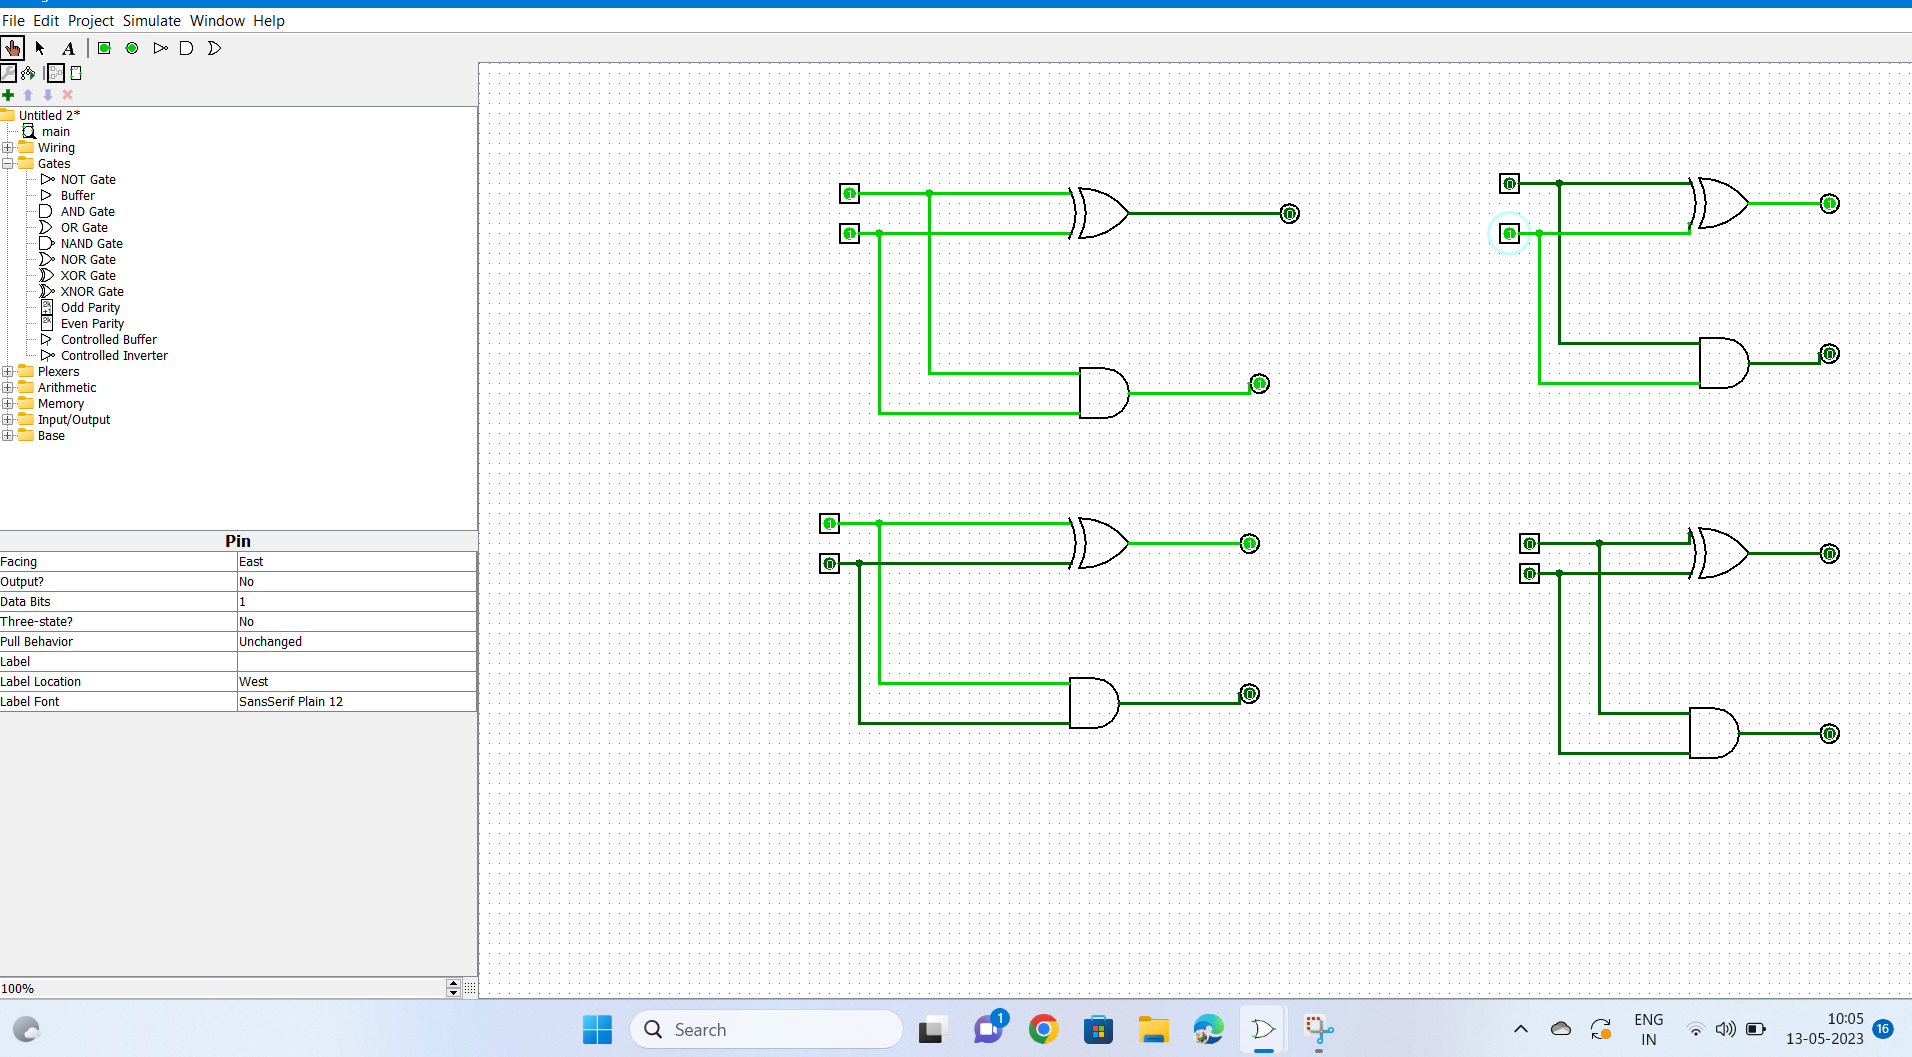 File Edit Project Simulate Window Help
A
Untitled 2*
main
Wiring
Gates
NOT Gate
Buffer
AND Gate
OR Gate
NAND Gate
NOR Gate
XOR Gate
XNOR Gate
2k+1 Odd Parity
2k Even Parity
Controlled Buffer
Controlled Inverter
Plexers
Arithmetic
Memory
Input/Output
Base
Pin
Facing East
Output? No
Data Bits 1
Three-state? No
Pull Behavior Unchanged
Label
Label Location West
Label Font SansSerif Plain 12
100%
1
1
0
1
0
1
1
0
1
0
1
0
0
0
0
0
Search
1
ENG
IN
10:05
13-05-2023
16